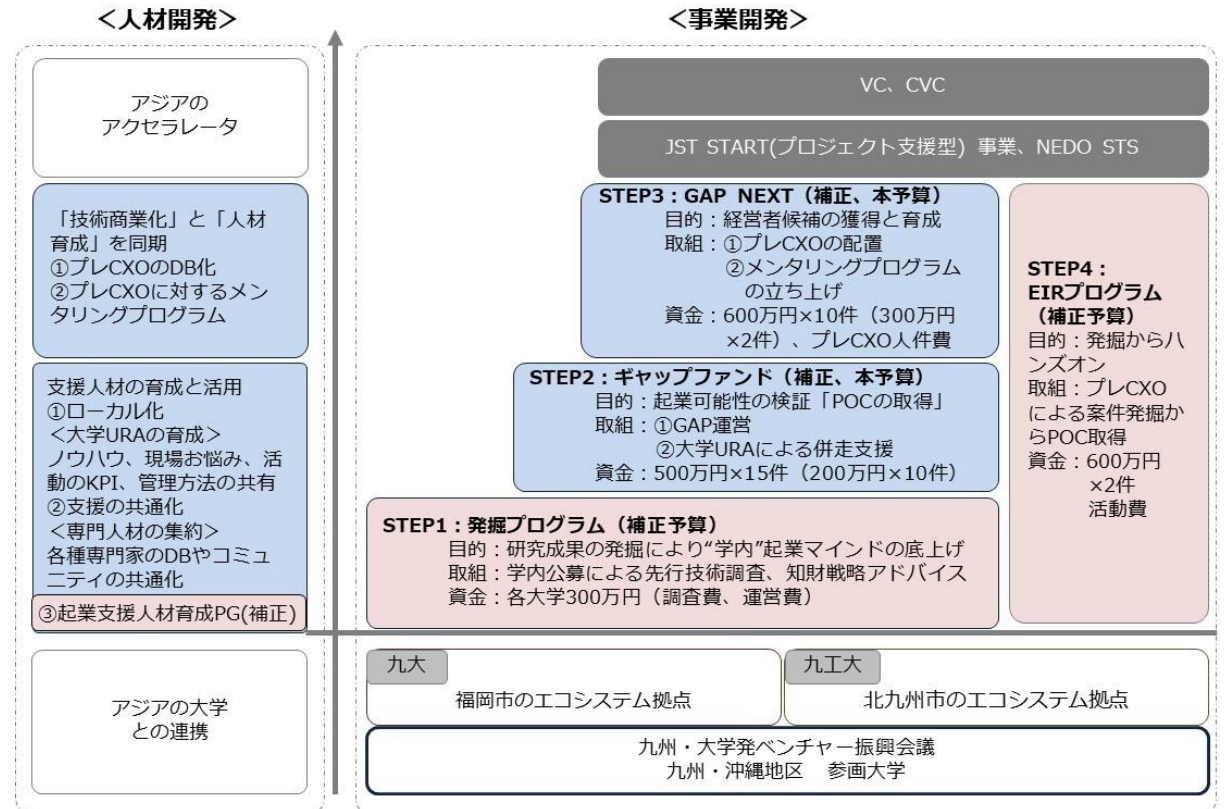 ＜人材開発＞
アジアの
アクセラレータ
「技術商業化」と「人材
育成」を同期
①プレCXOのDB化
②プレCXOに対するメン
タリングプログラム
支援人材の育成と活用
①ローカル化
＜大学URAの育成＞
ノウハウ、現場お悩み、活
動のKPI、管理方法の共有
②支援の共通化
＜専門人材の集約＞
各種専門家のDBやコミュ
ニティの共通化
③起業支援人材育成PG(補正)
アジアの大学
との連携
＜事業開発＞
VC、CVC
JST START(プロジェクト支援型) 事業、NEDO STS
STEP3：GAP NEXT（補正、本予算）
目的：経営者候補の獲得と育成
取組：①プレCXOの配置
②メンタリングプログラム
の立ち上げ
資金：600万円×10件（300万円
×2件）、プレCXO人件費
STEP2：ギャップファンド（補正、本予算）
目的：起業可能性の検証「POCの取得」
取組：①GAP運営
②大学URAによる併走支援
資金：500万円×15件（200万円×10件）
STEP1：発掘プログラム（補正予算）
目的：研究成果の発掘により“学内”起業マインドの底上げ
取組：学内公募による先行技術調査、知財戦略アドバイス
資金：各大学300万円（調査費、運営費）
STEP4：
EIRプログラム
（補正予算）
目的：発掘からハ
ンズオン
取組：プレCXO
による案件発掘か
らPOC取得
資金：600万円
×2件
活動費
九大
福岡市のエコシステム拠点
九工大
北九州市のエコシステム拠点
九州・大学発ベンチャー振興会議
九州・沖縄地区　参画大学